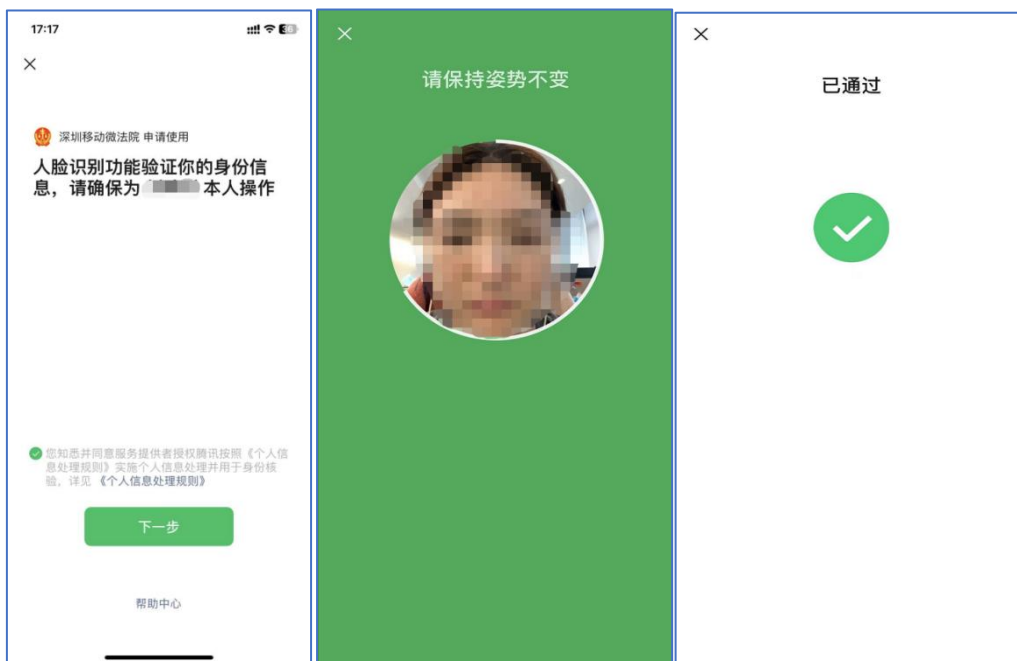 17:17
36
深圳移动微法院 申请使用
人脸识别功能验证你的身份信
息，请确保为 本人操作
您知悉并同意服务提供者授权腾讯按照《个人信
息处理规则》实施个人信息处理并用于身份核
验，详见《个人信息处理规则》
下一步
帮助中心
请保持姿势不变
已通过